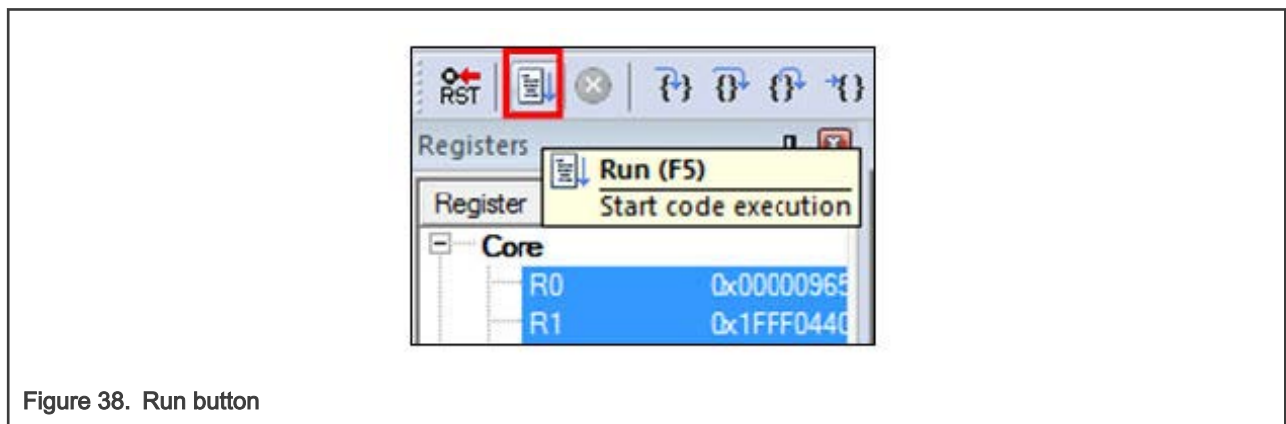 RST
Registers
Run (F5)
Register
Start code execution
Core
R0 0x00000965
R1 0x1FFF0440
Figure 38. Run button